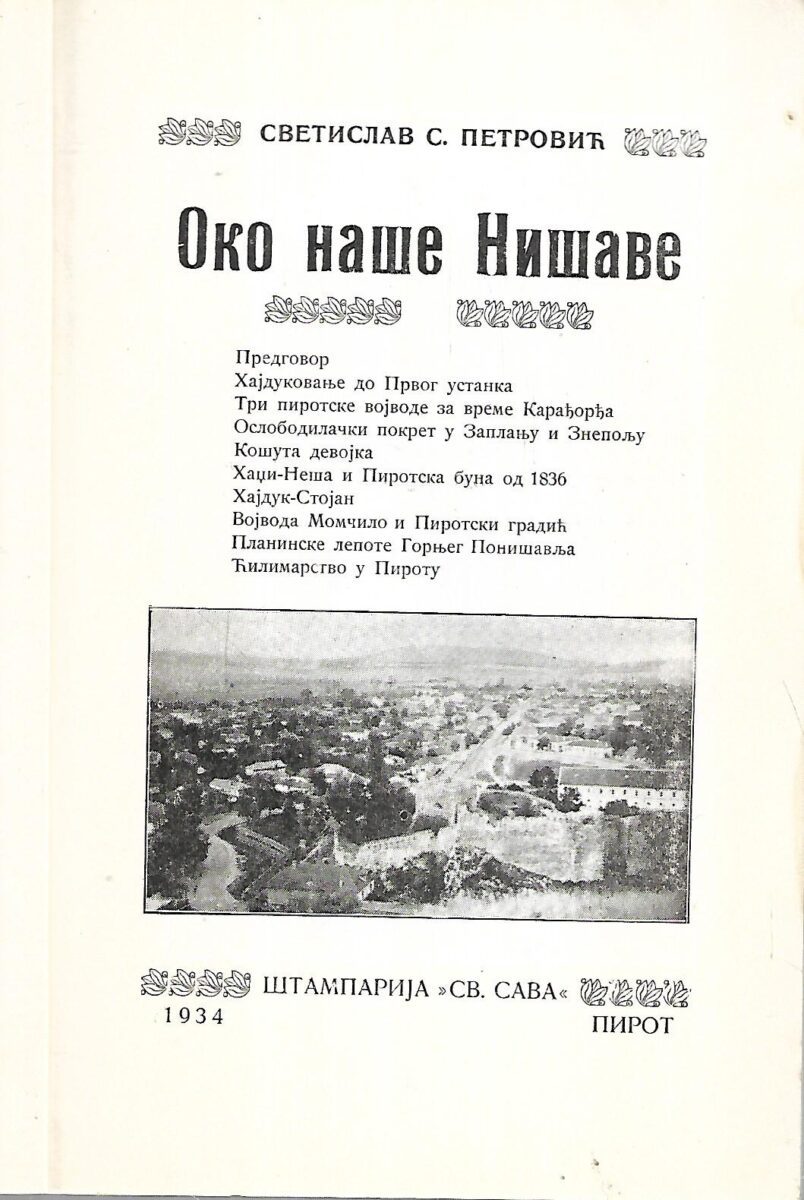 СВЕТИСЛАВ С. ПЕТРОВИЋ
Око наше Нишаве
Предговор
Хајдуковање до Првог устанка
Три пиротске војводе за време Карађорђа
Ослободилачки покрет у Заплању и Знепољу
Кошута девојка
Хаџи-Неша и Пиротска буна од 1836
Хајдук-Стојан
Војвода Момчило и Пиротски градић
Планинске лепоте Горњег Понишавља
Ћилимарство у Пироту
ШТАМПАРИЈА »СВ. САВА«
1934
ПИРОТ